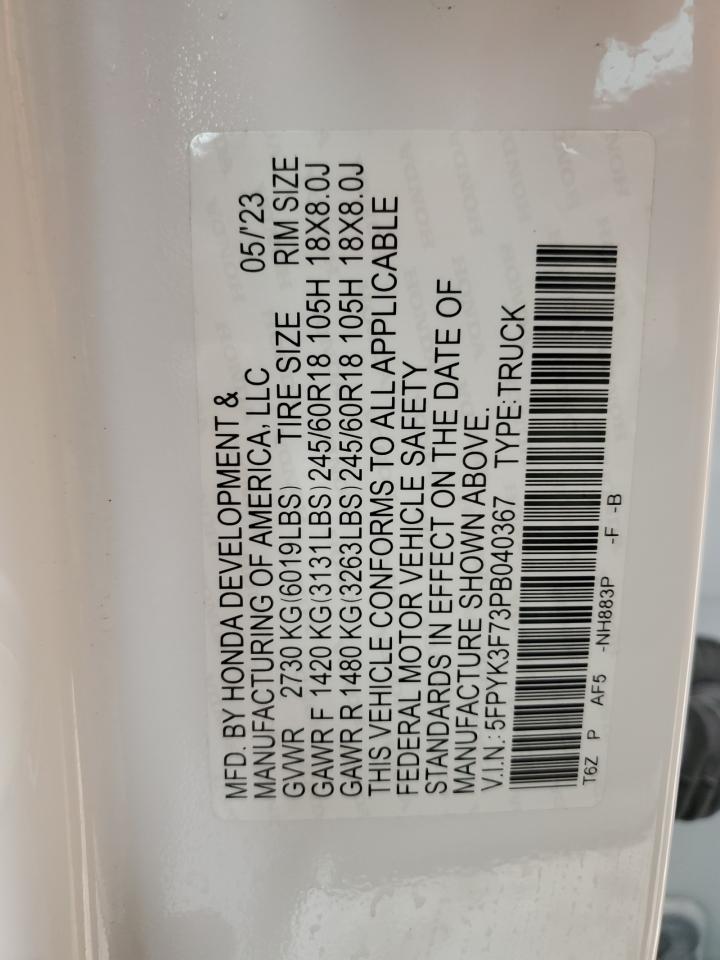 MFD. BY HONDA DEVELOPMENT &
MANUFACTURING OF AMERICA, LLC 05/'23
GVWR 2730 KG(6019LBS) TIRE SIZE RIM SIZE
GAWR F 1420 KG(3131LBS) 245/60R18 105H 18X8.0J
GAWR R 1480 KG(3263LBS) 245/60R18 105H 18X8.0J
THIS VEHICLE CONFORMS TO ALL APPLICABLE
FEDERAL MOTOR VEHICLE SAFETY
STANDARDS IN EFFECT ON THE DATE OF
MANUFACTURE SHOWN ABOVE.
V.I.N.: 5FPYK3F73PB040367 TYPE: TRUCK
T6Z P AF5 -NH883P -F -B